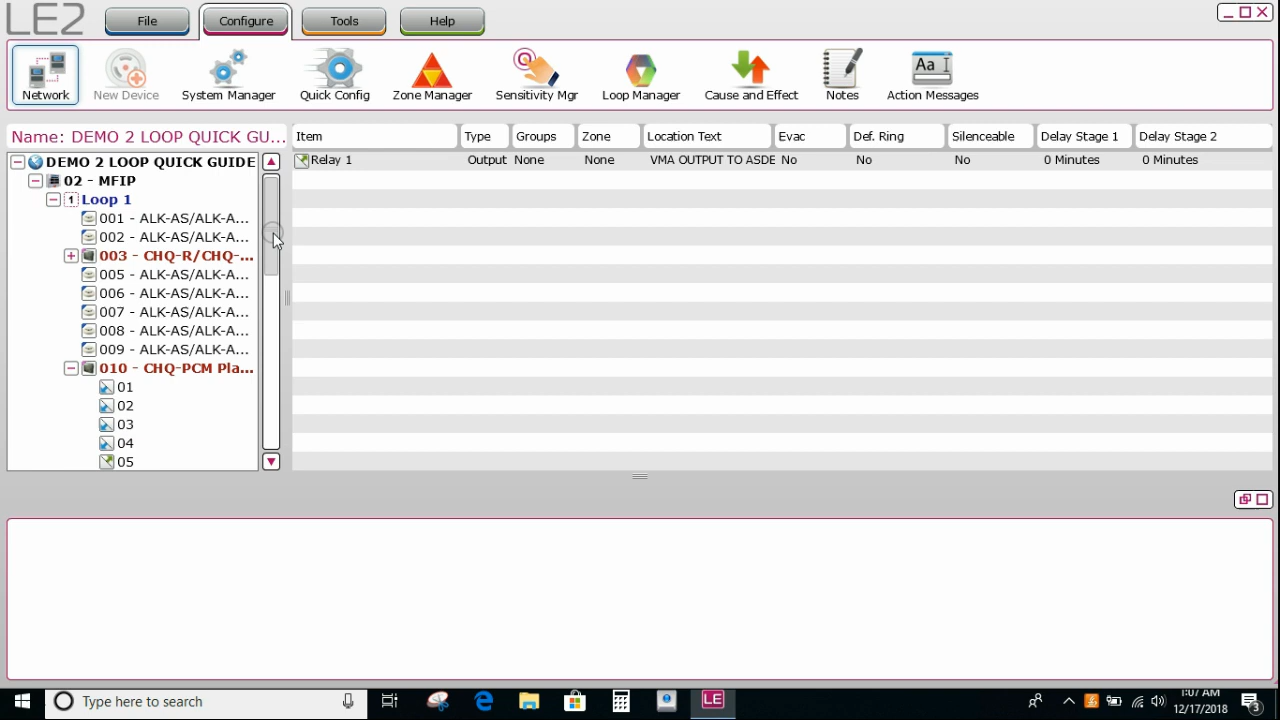 LE2 File Configure Tools Help
Network New Device System Manager Quick Config Zone Manager Sensitivity Mgr Loop Manager Cause and Effect Notes Action Messages
Name: DEMO 2 LOOP QUICK GU...
Item Type Groups Zone Location Text Evac Def. Ring Silenceable Delay Stage 1 Delay Stage 2
Relay 1 Output None None VMA OUTPUT TO ASDE No No No 0 Minutes 0 Minutes
DEMO 2 LOOP QUICK GUIDE
02 - MFIP
1 Loop 1
001 - ALK-AS/ALK-A...
002 - ALK-AS/ALK-A...
003 - CHQ-R/CHQ-...
005 - ALK-AS/ALK-A...
006 - ALK-AS/ALK-A...
007 - ALK-AS/ALK-A...
008 - ALK-AS/ALK-A...
009 - ALK-AS/ALK-A...
010 - CHQ-PCM Pla...
01
02
03
04
05
Type here to search
LE
1:07 AM
12/17/2018
3